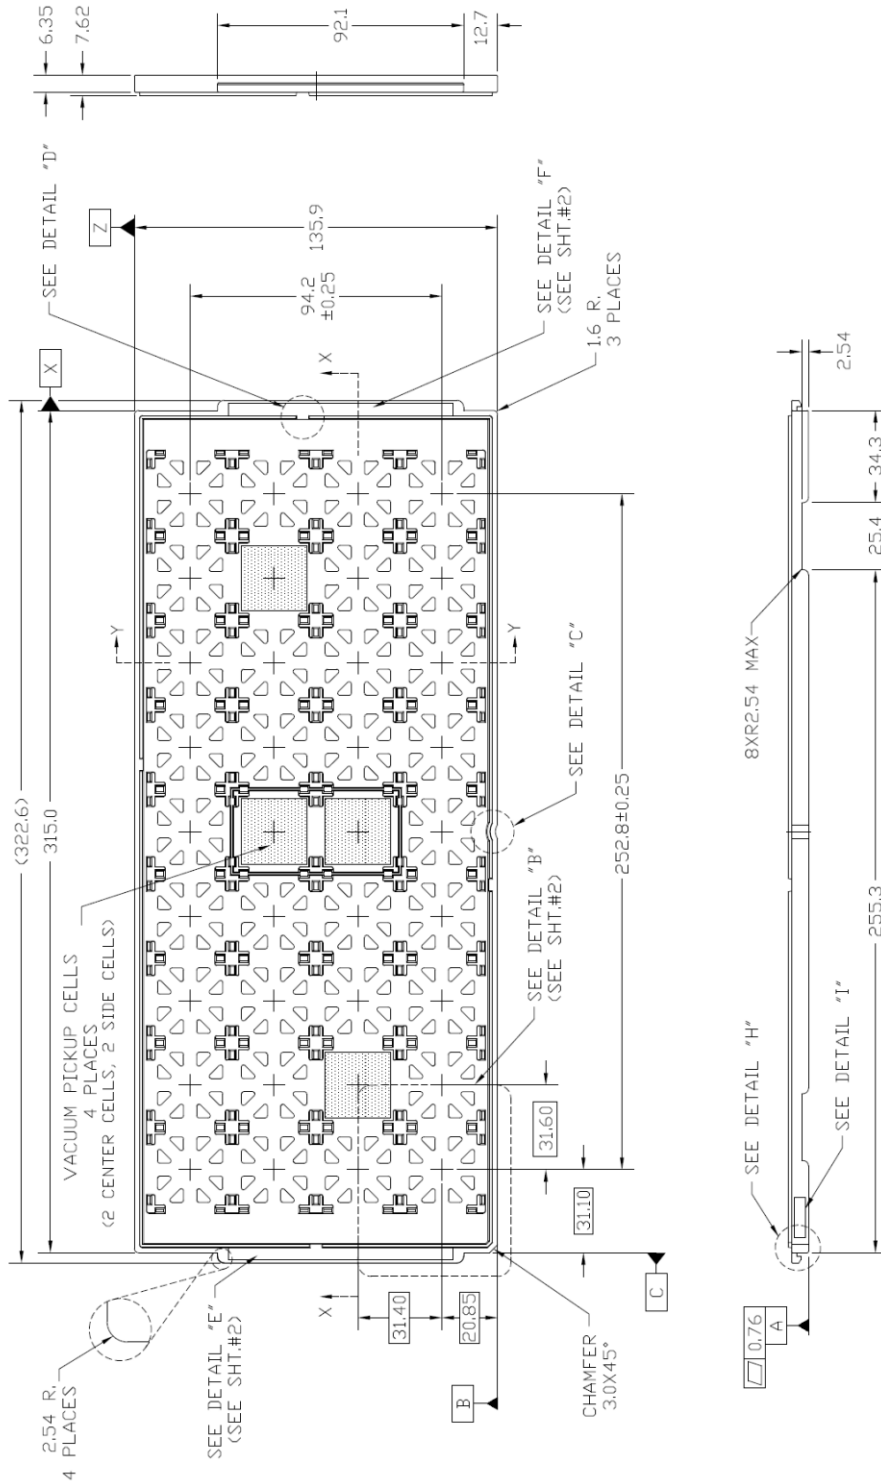 6.35
7.62
92.1
12.7
SEE DETAIL "D"
Z
135.9
94.2
±0.25
SEE DETAIL "F"
(SEE SHT.#2)
1.6 R.
3 PLACES
X
X
(322.6)
315.0
Y
Y
SEE DETAIL "C"
252.8±0.25
VACUUM PICKUP CELLS
4 PLACES
(2 CENTER CELLS, 2 SIDE CELLS)
SEE DETAIL "B"
(SEE SHT.#2)
31.60
31.10
2.54 R.
4 PLACES
SEE DETAIL "E"
(SEE SHT.#2)
X
31.40
20.85
B
CHAMFER
3.0X45°
C
2.54
34.3
25.4
8XR2.54 MAX
255.3
SEE DETAIL "H"
SEE DETAIL "I"
0.76
A